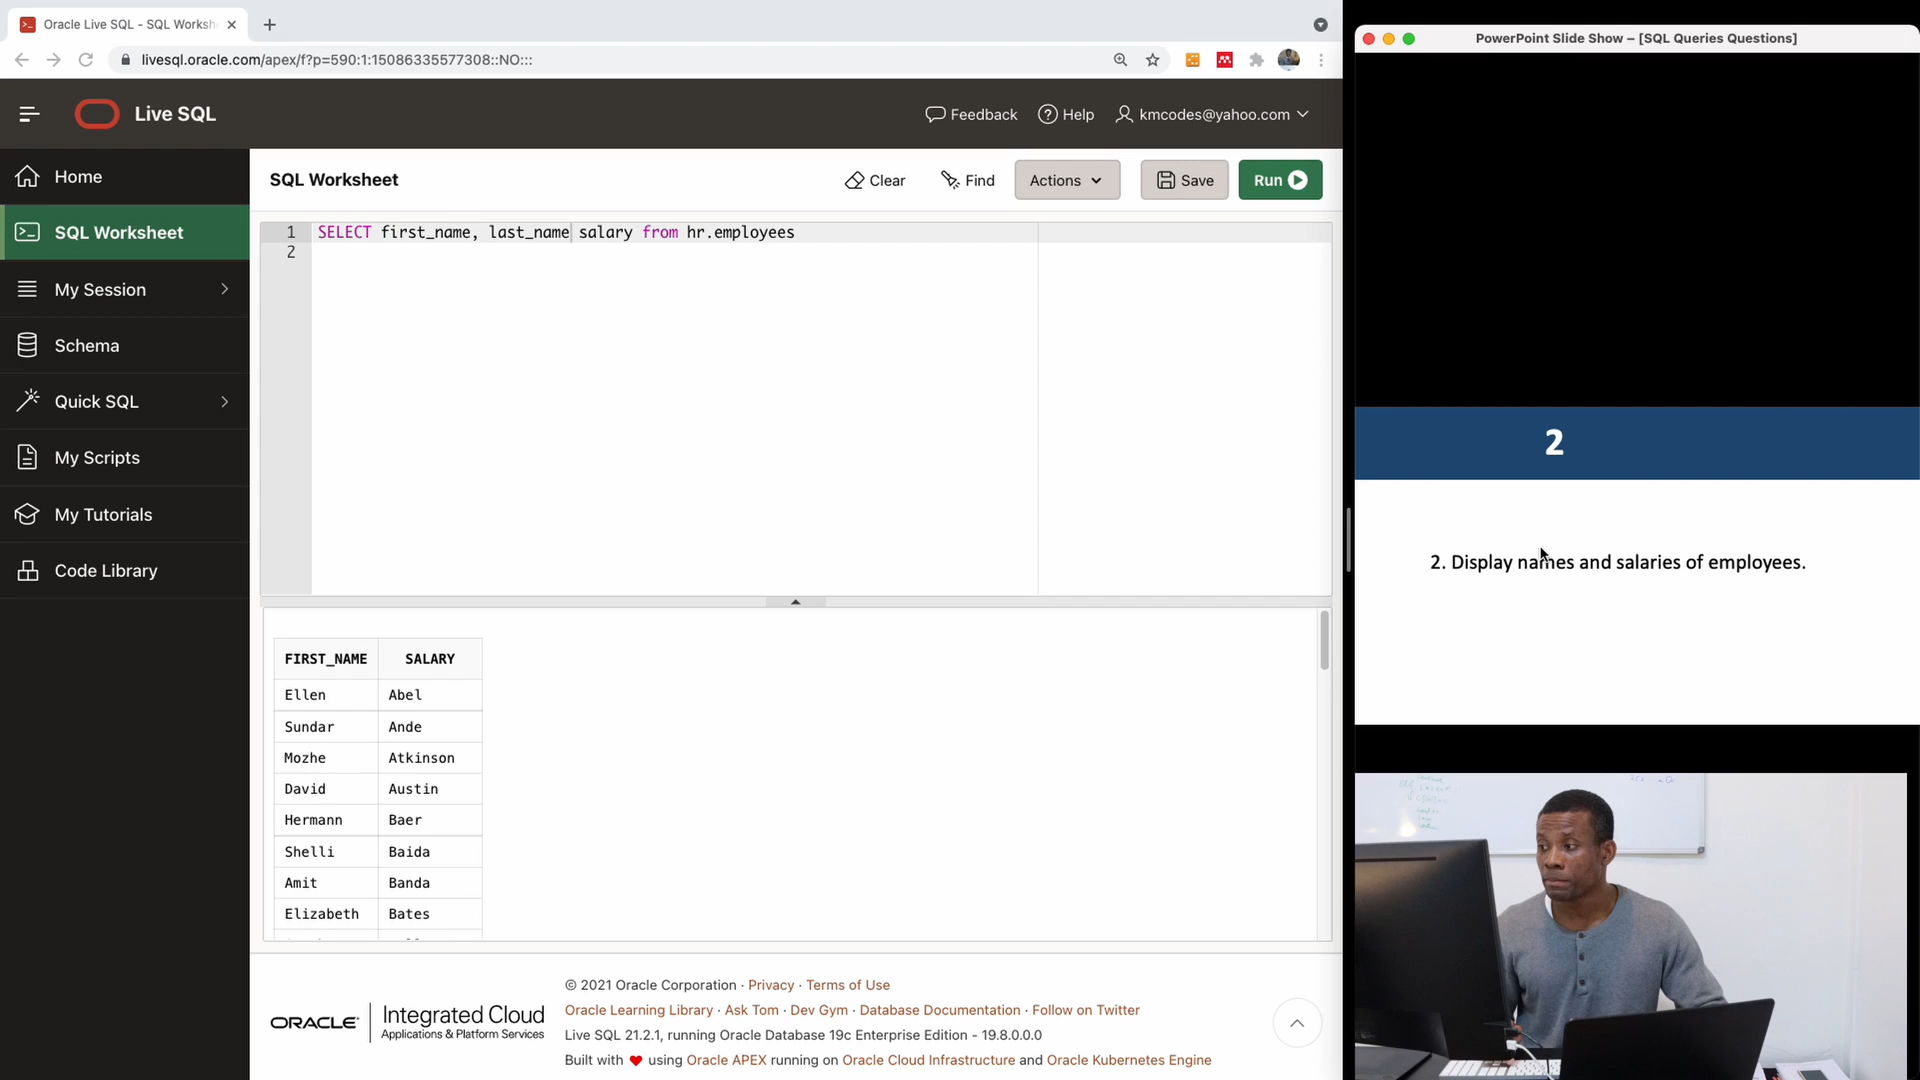 Oracle Live SQL - SQL Worksh
livesql.oracle.com/apex/f?p=590:1:15086335577308::NO:::
Live SQL
Feedback
Help
kmcodes@yahoo.com
Home
SQL Worksheet
My Session
Schema
Quick SQL
My Scripts
My Tutorials
Code Library
SQL Worksheet
Clear
Find
Actions
Save
Run
1 SELECT first_name, last_name salary from hr.employees
2
FIRST_NAME SALARY
Ellen Abel
Sundar Ande
Mozhe Atkinson
David Austin
Hermann Baer
Shelli Baida
Amit Banda
Elizabeth Bates
© 2021 Oracle Corporation · Privacy · Terms of Use
Oracle Learning Library · Ask Tom · Dev Gym · Database Documentation · Follow on Twitter
Live SQL 21.2.1, running Oracle Database 19c Enterprise Edition - 19.8.0.0.0
Built with ♥ using Oracle APEX running on Oracle Cloud Infrastructure and Oracle Kubernetes Engine
ORACLE
Integrated Cloud
Applications & Platform Services
PowerPoint Slide Show – [SQL Queries Questions]
2
2. Display names and salaries of employees.